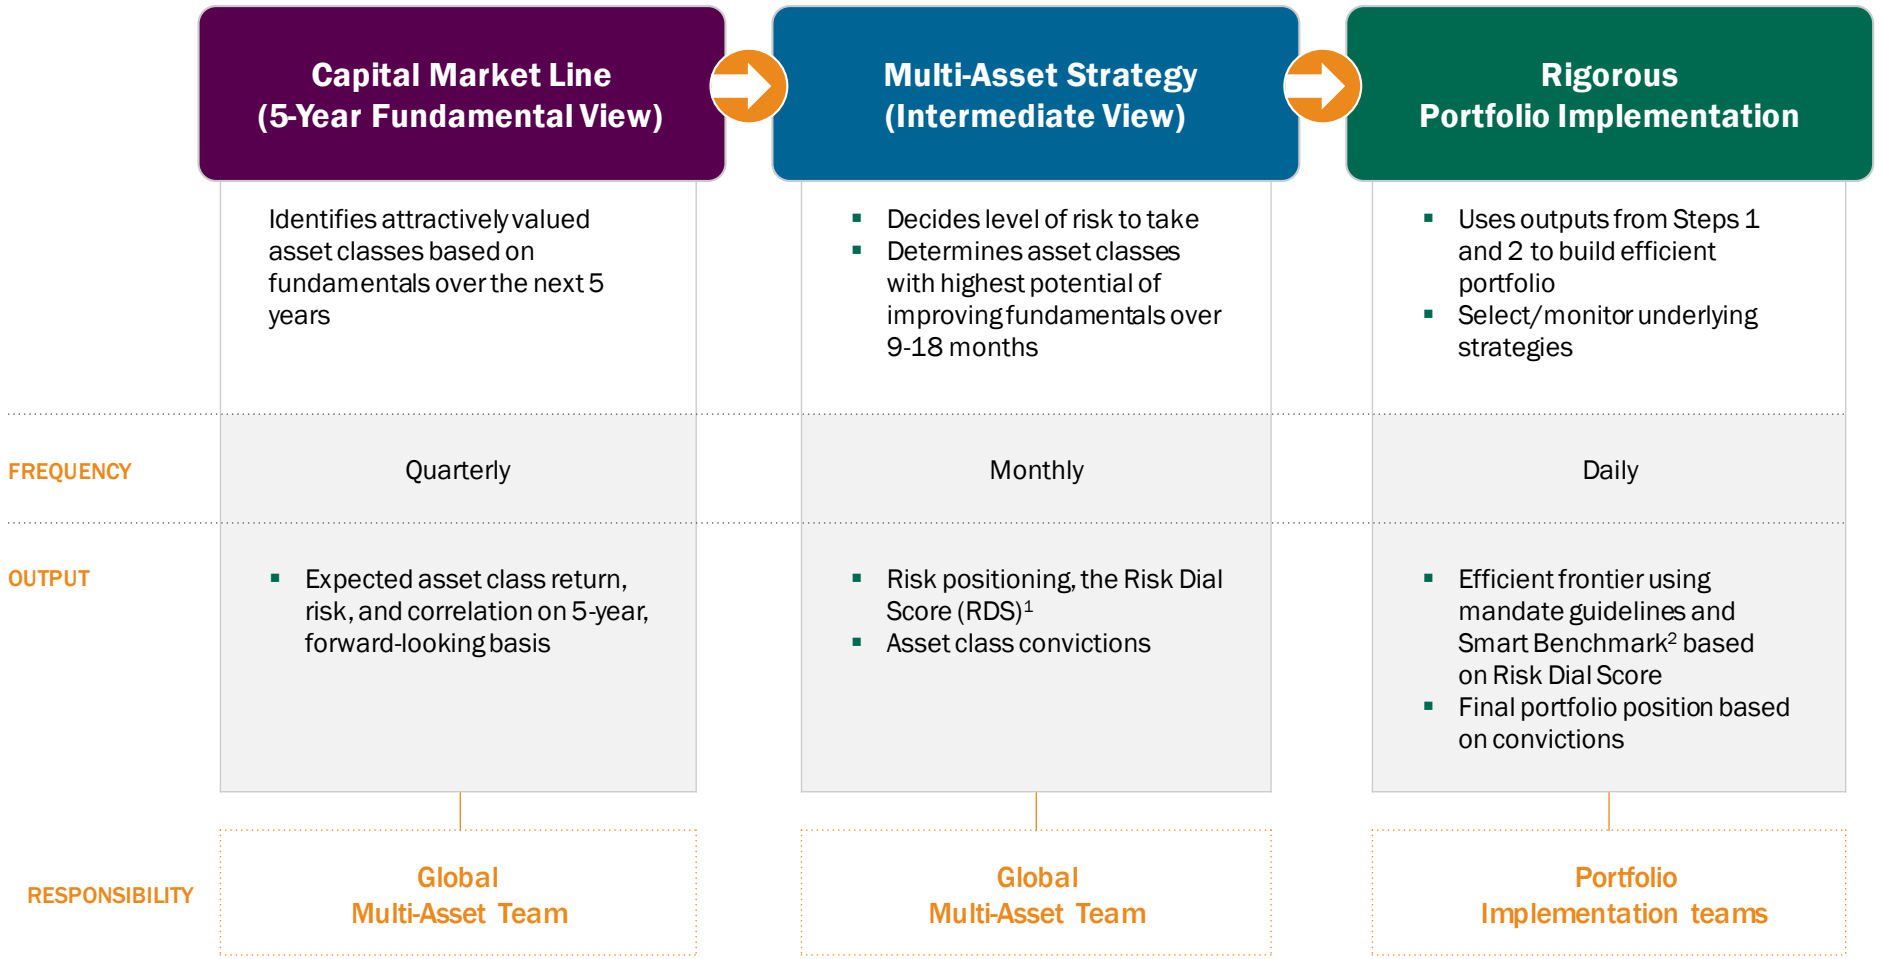 Capital Market Line
(5-Year Fundamental View)
Multi-Asset Strategy
(Intermediate View)
Rigorous
Portfolio Implementation
Identifies attractively valued
asset classes based on
fundamentals over the next 5
years
▪ Decides level of risk to take
▪ Determines asset classes
with highest potential of
improving fundamentals over
9-18 months
▪ Uses outputs from Steps 1
and 2 to build efficient
portfolio
▪ Select/monitor underlying
strategies
FREQUENCY
Quarterly
Monthly
Daily
OUTPUT
▪ Expected asset class return,
risk, and correlation on 5-year,
forward-looking basis
▪ Risk positioning, the Risk Dial
Score (RDS)¹
▪ Asset class convictions
▪ Efficient frontier using
mandate guidelines and
Smart Benchmark² based
on Risk Dial Score
▪ Final portfolio position based
on convictions
RESPONSIBILITY
Global
Multi-Asset Team
Global
Multi-Asset Team
Portfolio
Implementation teams